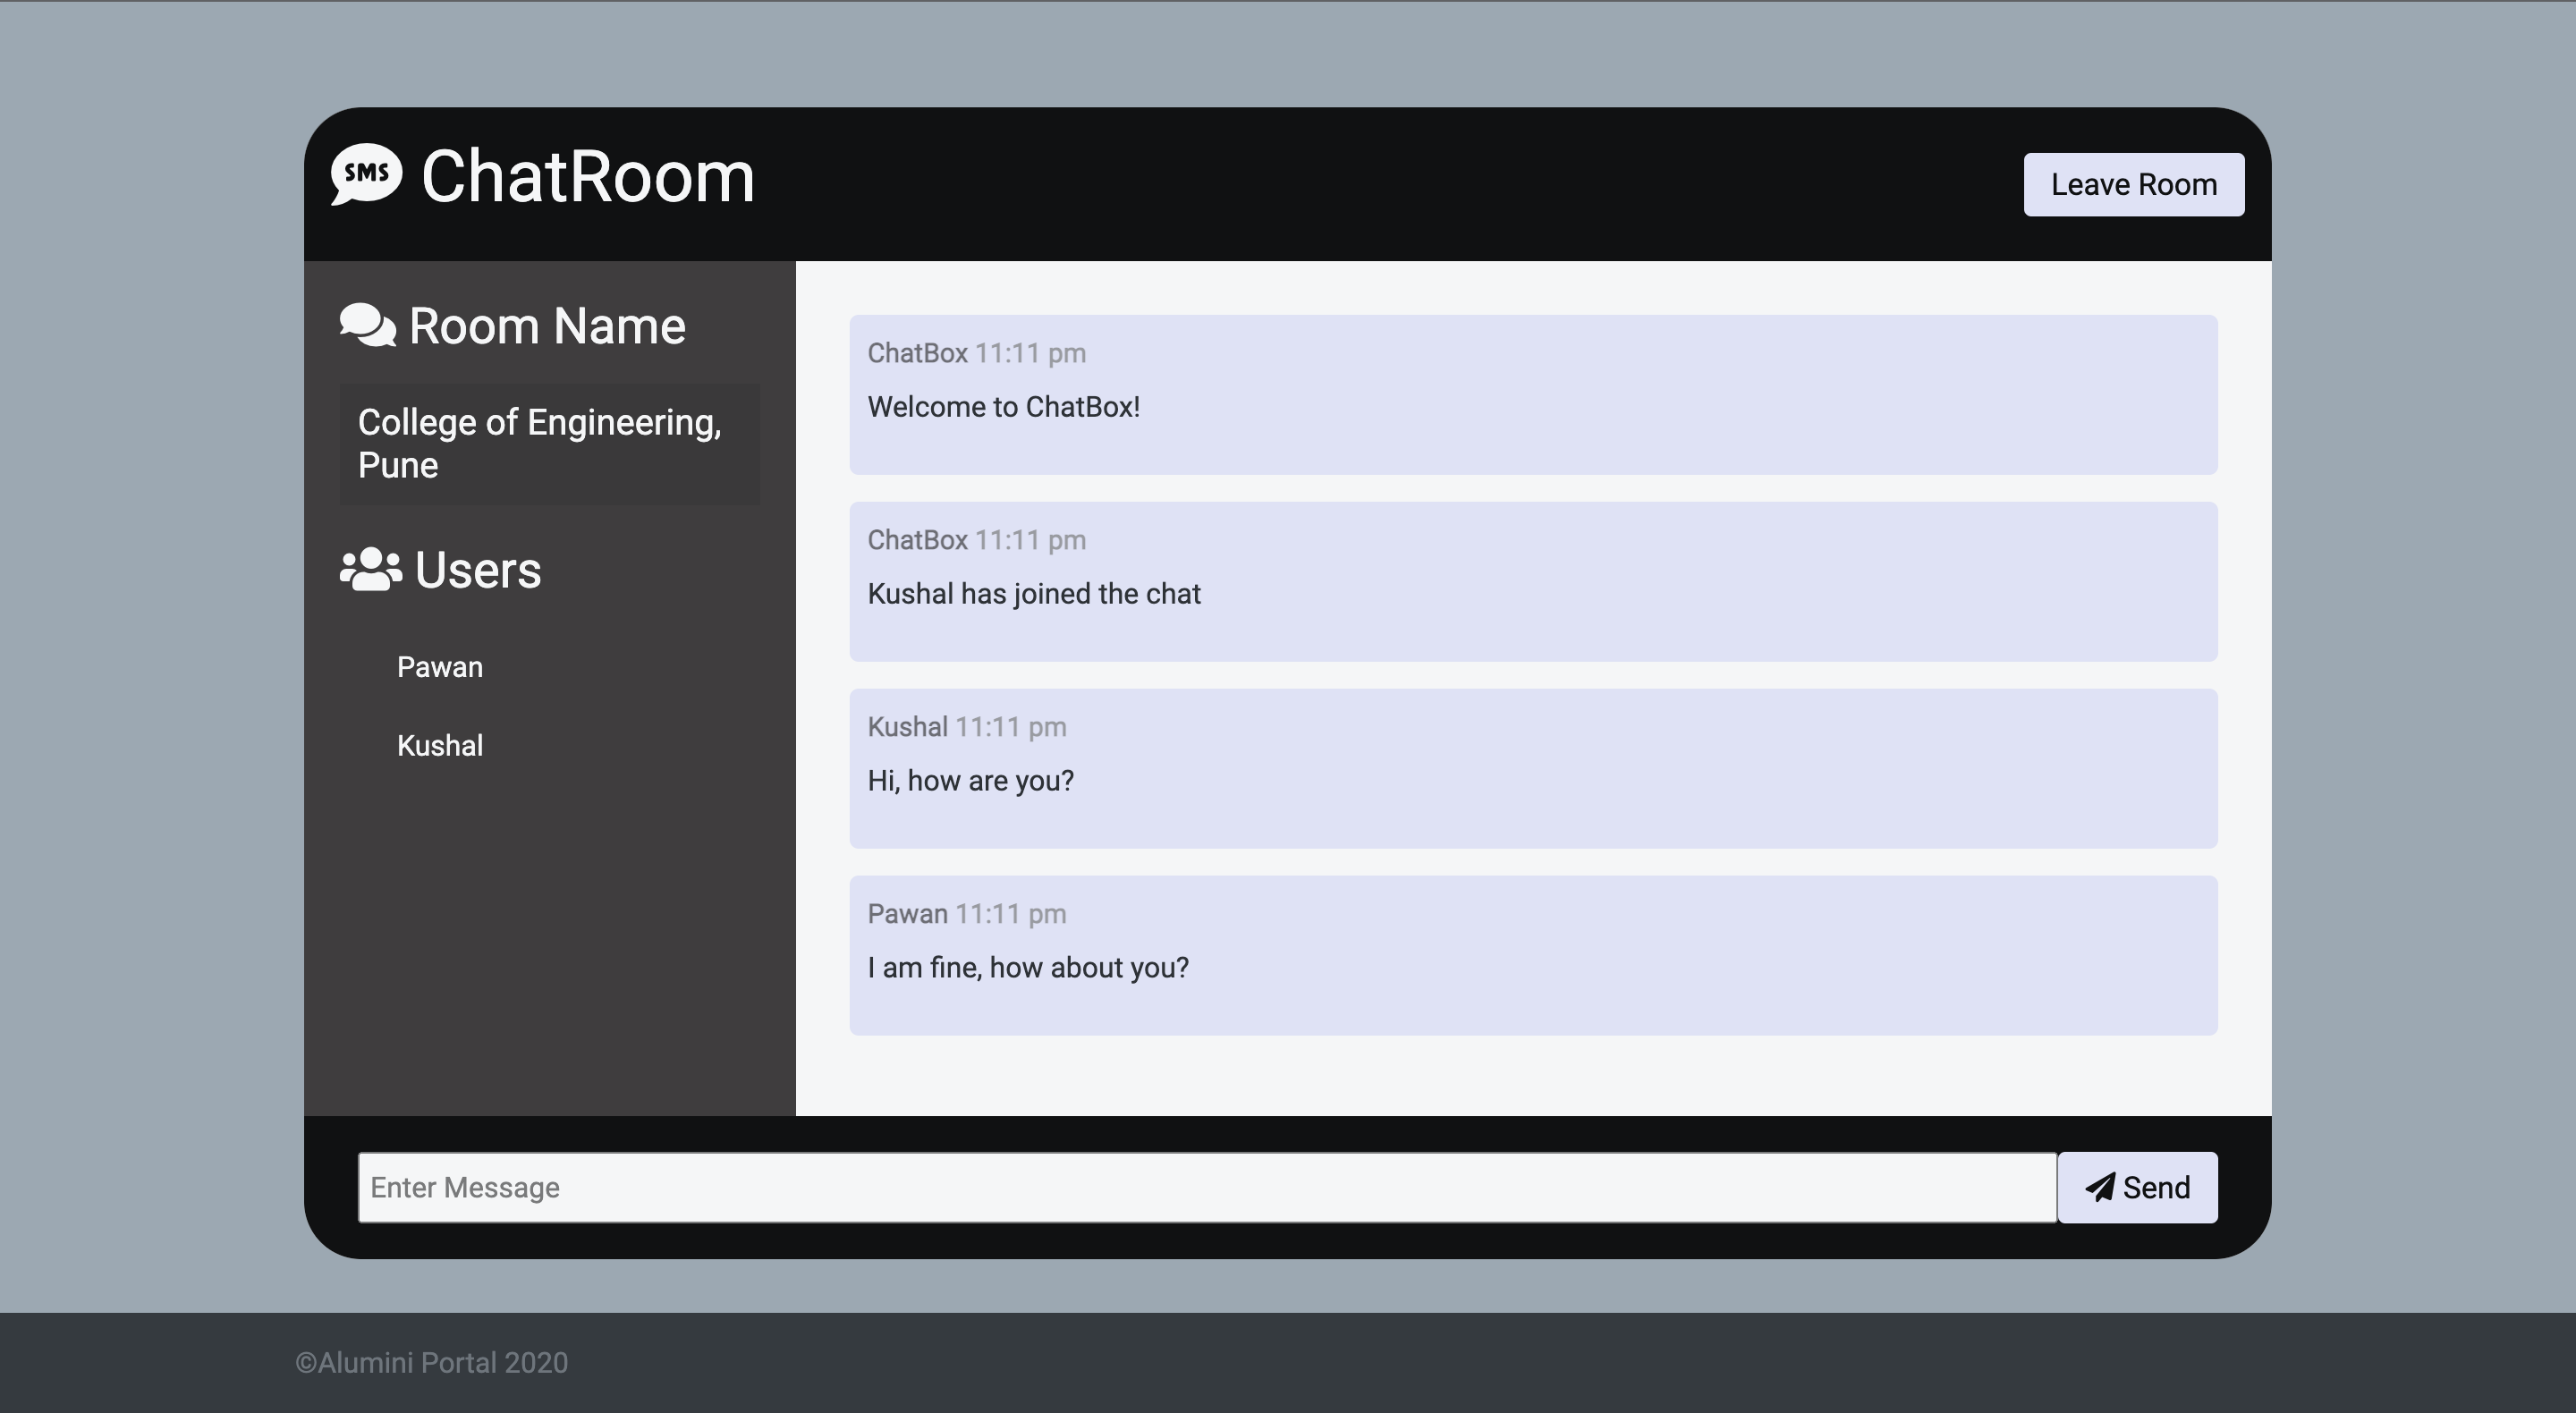 SMS ChatRoom
Leave Room
Room Name
College of Engineering,
Pune
Users
Pawan
Kushal
ChatBox 11:11 pm
Welcome to ChatBox!
ChatBox 11:11 pm
Kushal has joined the chat
Kushal 11:11 pm
Hi, how are you?
Pawan 11:11 pm
I am fine, how about you?
Enter Message
Send
©Alumini Portal 2020